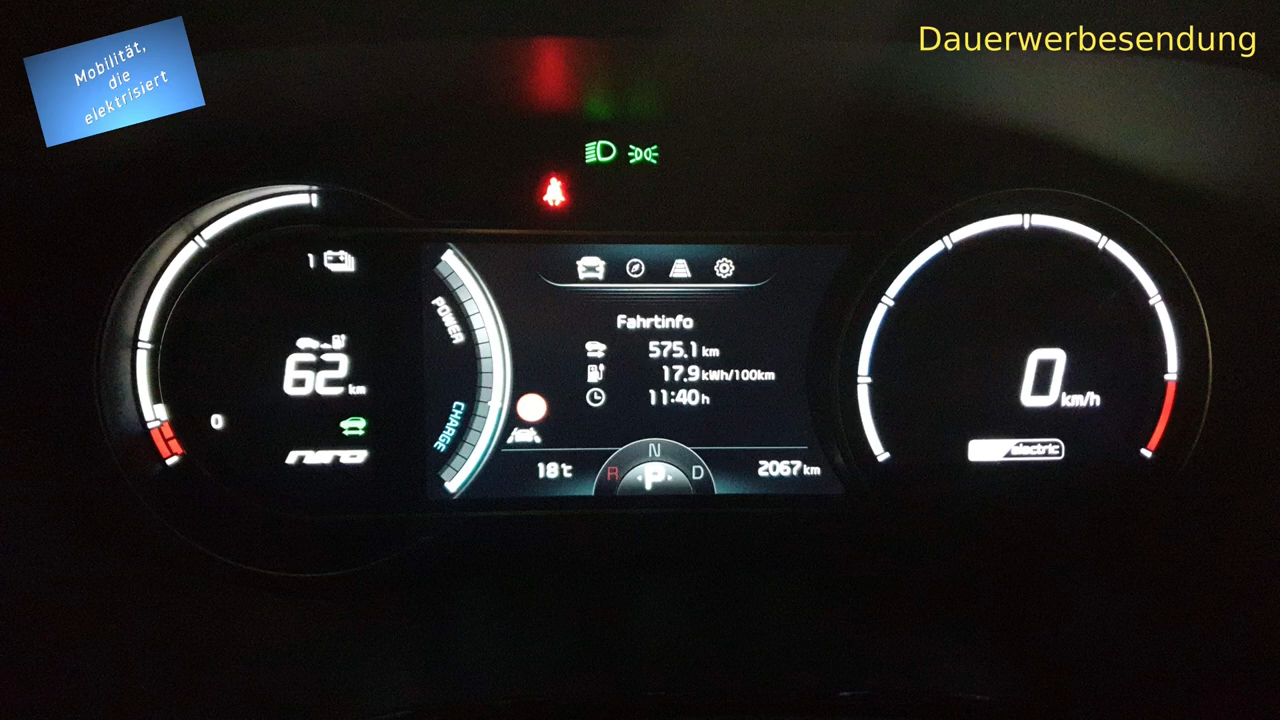 Mobilität,
die
elektrisiert
Dauerwerbesendung
1
62 km
0
niro
POWER
CHARGE
Fahrtinfo
575.1 km
17.9 kWh/100km
11:40 h
18°C
R N D
P
2067 km
0 km/h
electric